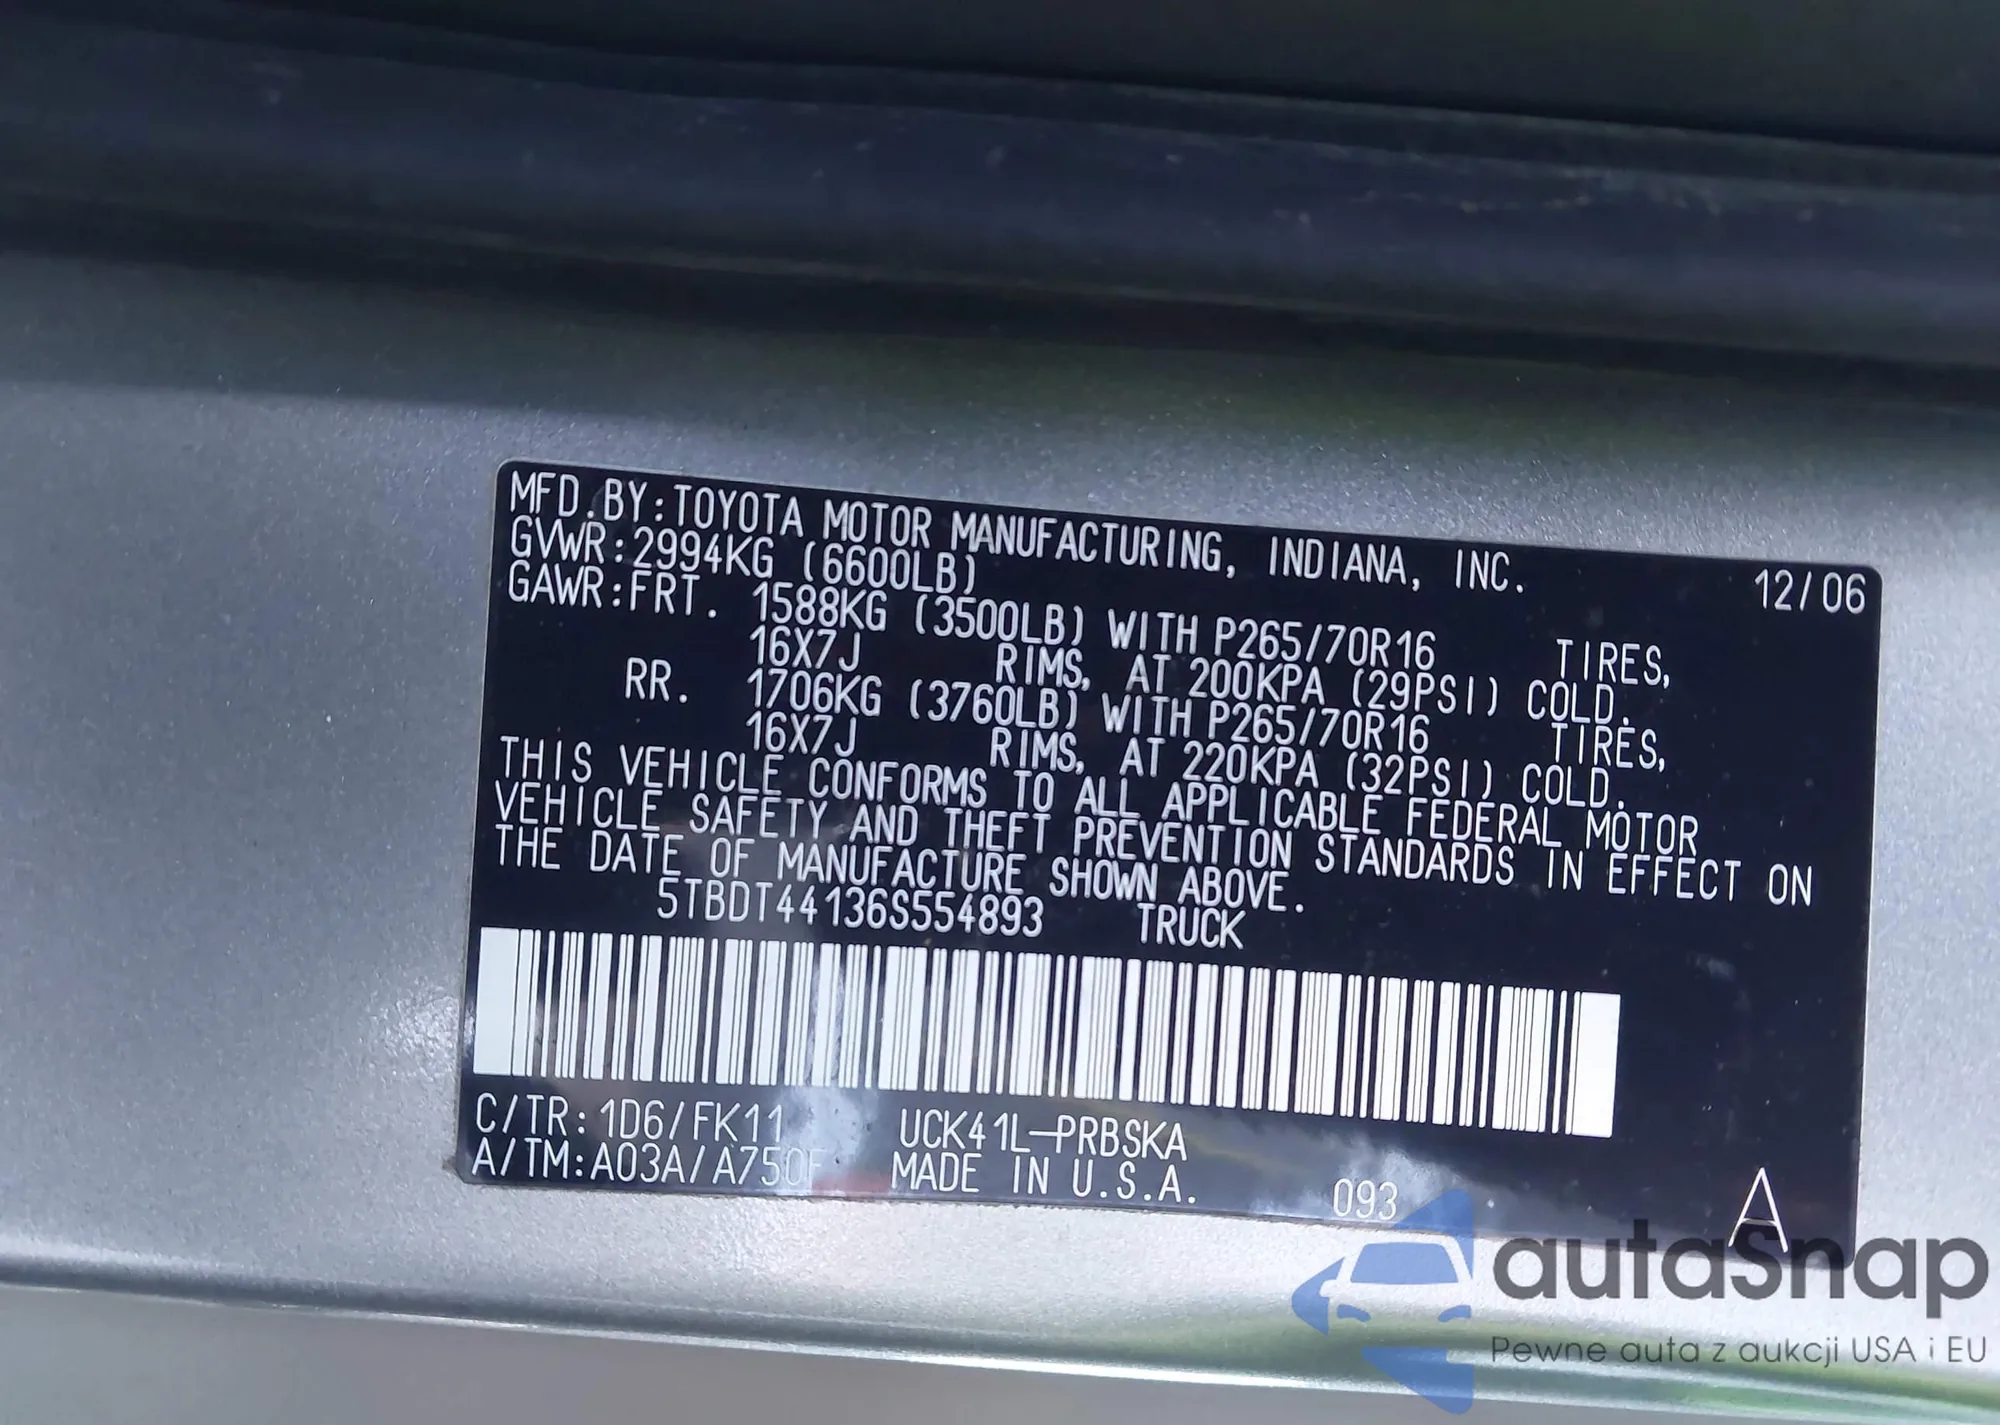 MFD.BY:TOYOTA MOTOR MANUFACTURING, INDIANA, INC. 12/06
GVWR:2994KG (6600LB)
GAWR:FRT. 1588KG (3500LB) WITH P265/70R16 TIRES,
16X7J RIMS, AT 200KPA (29PSI) COLD.
RR. 1706KG (3760LB) WITH P265/70R16 TIRES,
16X7J RIMS, AT 220KPA (32PSI) COLD.
THIS VEHICLE CONFORMS TO ALL APPLICABLE FEDERAL MOTOR
VEHICLE SAFETY AND THEFT PREVENTION STANDARDS IN EFFECT ON
THE DATE OF MANUFACTURE SHOWN ABOVE.
5TBDT44136S554893 TRUCK
C/TR:1D6/FK11 UCK41L-PRBSKA
A/TM:A03A/A750F MADE IN U.S.A. 093 A
autasnap
Pewne auta z aukcji USA i EU